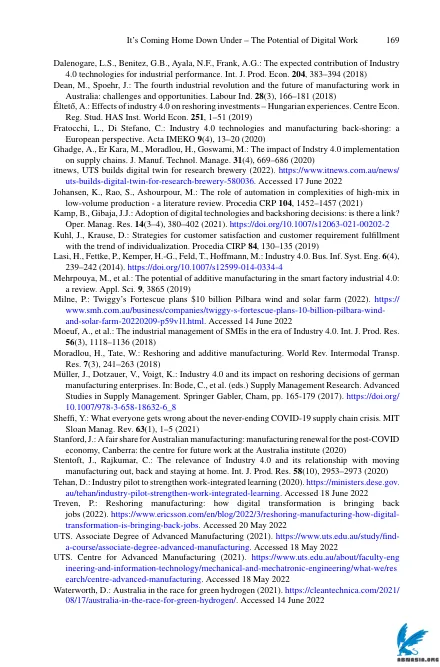 It's Coming Home Down Under – The Potential of Digital Work 169
Dalenogare, L.S., Benitez, G.B., Ayala, N.F., Frank, A.G.: The expected contribution of Industry
4.0 technologies for industrial performance. Int. J. Prod. Econ. 204, 383–394 (2018)
Dean, M., Spoehr, J.: The fourth industrial revolution and the future of manufacturing work in
Australia: challenges and opportunities. Labour Ind. 28(3), 166–181 (2018)
Éltető, A.: Effects of industry 4.0 on reshoring investments – Hungarian experiences. Centre Econ.
Reg. Stud. HAS Inst. World Econ. 251, 1–51 (2019)
Fratocchi, L., Di Stefano, C.: Industry 4.0 technologies and manufacturing back-shoring: a
European perspective. Acta IMEKO 9(4), 13–20 (2020)
Ghadge, A., Er Kara, M., Moradlou, H., Goswami, M.: The impact of Indstry 4.0 implementation
on supply chains. J. Manuf. Technol. Manage. 31(4), 669–686 (2020)
itnews, UTS builds digital twin for research brewery (2022). https://www.itnews.com.au/news/
uts-builds-digital-twin-for-research-brewery-580036. Accessed 17 June 2022
Johansen, K., Rao, S., Ashourpour, M.: The role of automation in complexities of high-mix in
low-volume production - a literature review. Procedia CRP 104, 1452–1457 (2021)
Kamp, B., Gibaja, J.J.: Adoption of digital technologies and backshoring decisions: is there a link?
Oper. Manag. Res. 14(3–4), 380–402 (2021). https://doi.org/10.1007/s12063-021-00202-2
Kuhl, J., Krause, D.: Strategies for customer satisfaction and customer requirement fulfillment
with the trend of individualization. Procedia CIRP 84, 130–135 (2019)
Lasi, H., Fettke, P., Kemper, H.-G., Feld, T., Hoffmann, M.: Industry 4.0. Bus. Inf. Syst. Eng. 6(4),
239–242 (2014). https://doi.org/10.1007/s12599-014-0334-4
Mehrpouya, M., et al.: The potential of additive manufacturing in the smart factory industrial 4.0:
a review. Appl. Sci. 9, 3865 (2019)
Milne, P.: Twiggy's Fortescue plans $10 billion Pilbara wind and solar farm (2022). https://
www.smh.com.au/business/companies/twiggy-s-fortescue-plans-10-billion-pilbara-wind-
and-solar-farm-20220209-p59v1l.html. Accessed 14 June 2022
Moeuf, A., et al.: The industrial management of SMEs in the era of Industry 4.0. Int. J. Prod. Res.
56(3), 1118–1136 (2018)
Moradlou, H., Tate, W.: Reshoring and additive manufacturing. World Rev. Intermodal Transp.
Res. 7(3), 241–263 (2018)
Müller, J., Dotzauer, V., Voigt, K.: Industry 4.0 and its impact on reshoring decisions of german
manufacturing enterprises. In: Bode, C., et al. (eds.) Supply Management Research. Advanced
Studies in Supply Management. Springer Gabler, Cham, pp. 165-179 (2017). https://doi.org/
10.1007/978-3-658-18632-6_8
Sheffi, Y.: What everyone gets wrong about the never-ending COVID-19 supply chain crisis. MIT
Sloan Manag. Rev. 63(1), 1–5 (2021)
Stanford, J.: A fair share for Australian manufacturing: manufacturing renewal for the post-COVID
economy, Canberra: the centre for future work at the Australia institute (2020)
Stentoft, J., Rajkumar, C.: The relevance of Industry 4.0 and its relationship with moving
manufacturing out, back and staying at home. Int. J. Prod. Res. 58(10), 2953–2973 (2020)
Tehan, D.: Industry pilot to strengthen work-integrated learning (2020). https://ministers.dese.gov.
au/tehan/industry-pilot-strengthen-work-integrated-learning. Accessed 18 June 2022
Treven, P.: Reshoring manufacturing: how digital transformation is bringing back
jobs (2022). https://www.ericsson.com/en/blog/2022/3/reshoring-manufacturing-how-digital-
transformation-is-bringing-back-jobs. Accessed 20 May 2022
UTS. Associate Degree of Advanced Manufacturing (2021). https://www.uts.edu.au/study/find-
a-course/associate-degree-advanced-manufacturing. Accessed 18 May 2022
UTS. Centre for Advanced Manufacturing (2021). https://www.uts.edu.au/about/faculty-eng
ineering-and-information-technology/mechanical-and-mechatronic-engineering/what-we/res
earch/centre-advanced-manufacturing. Accessed 18 May 2022
Waterworth, D.: Australia in the race for green hydrogen (2021). https://cleantechnica.com/2021/
08/17/australia-in-the-race-for-green-hydrogen/. Accessed 14 June 2022